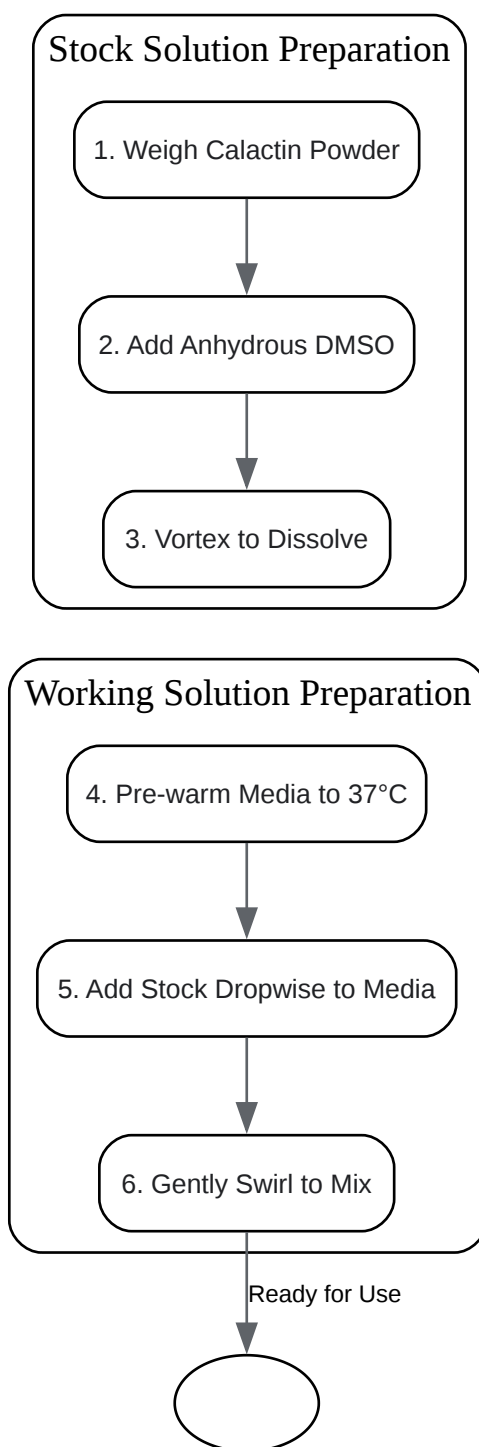 Stock Solution Preparation
1. Weigh Calactin Powder
2. Add Anhydrous DMSO
3. Vortex to Dissolve
Working Solution Preparation
4. Pre-warm Media to 37°C
5. Add Stock Dropwise to Media
6. Gently Swirl to Mix
Ready for Use